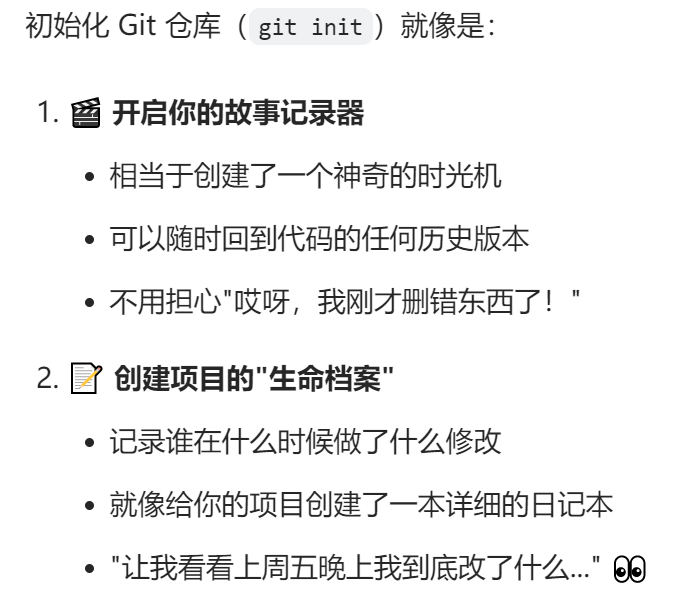 初始化 Git 仓库（git init）就像是：
1. 🎬 开启你的故事记录器
• 相当于创建了一个神奇的时光机
• 可以随时回到代码的任何历史版本
• 不用担心"哎呀，我刚才删错东西了！"
2. 📝 创建项目的"生命档案"
• 记录谁在什么时候做了什么修改
• 就像给你的项目创建了一本详细的日记本
• "让我看看上周五晚上我到底改了什么..." 👀